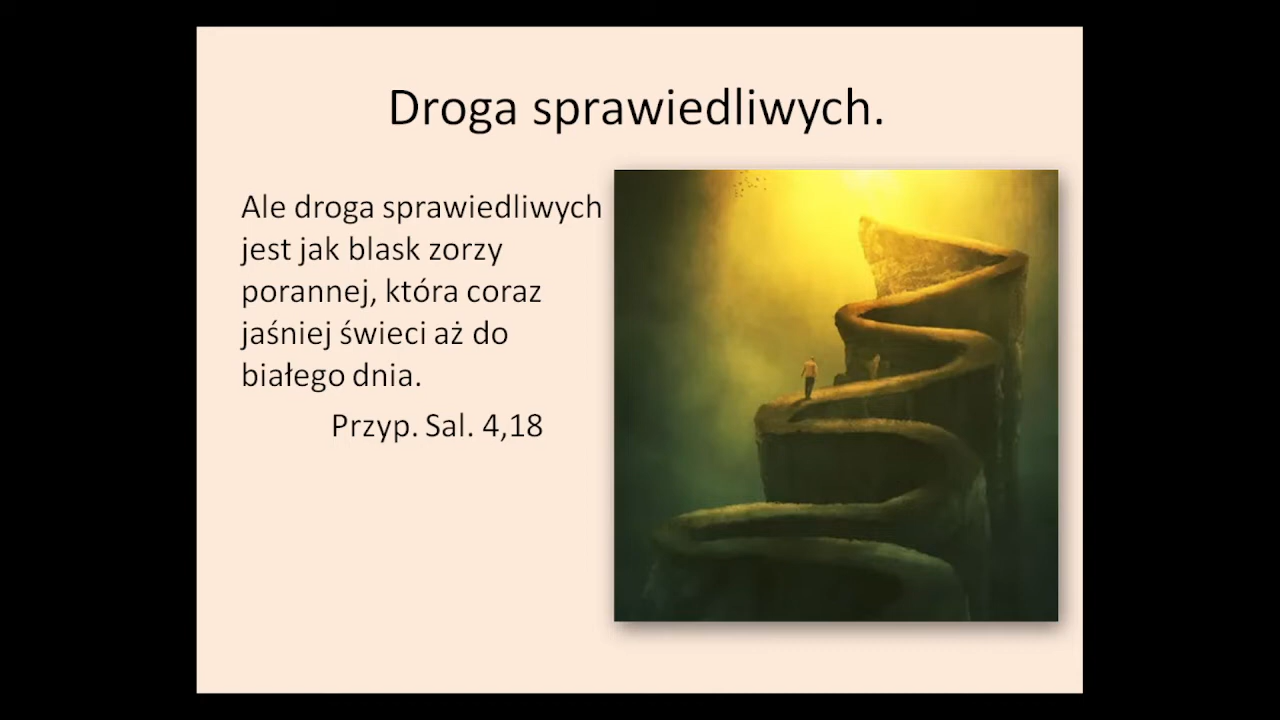 Droga sprawiedliwych.
Ale droga sprawiedliwych
jest jak blask zorzy
porannej, która coraz
jaśniej świeci aż do
białego dnia.
Przyp. Sal. 4,18